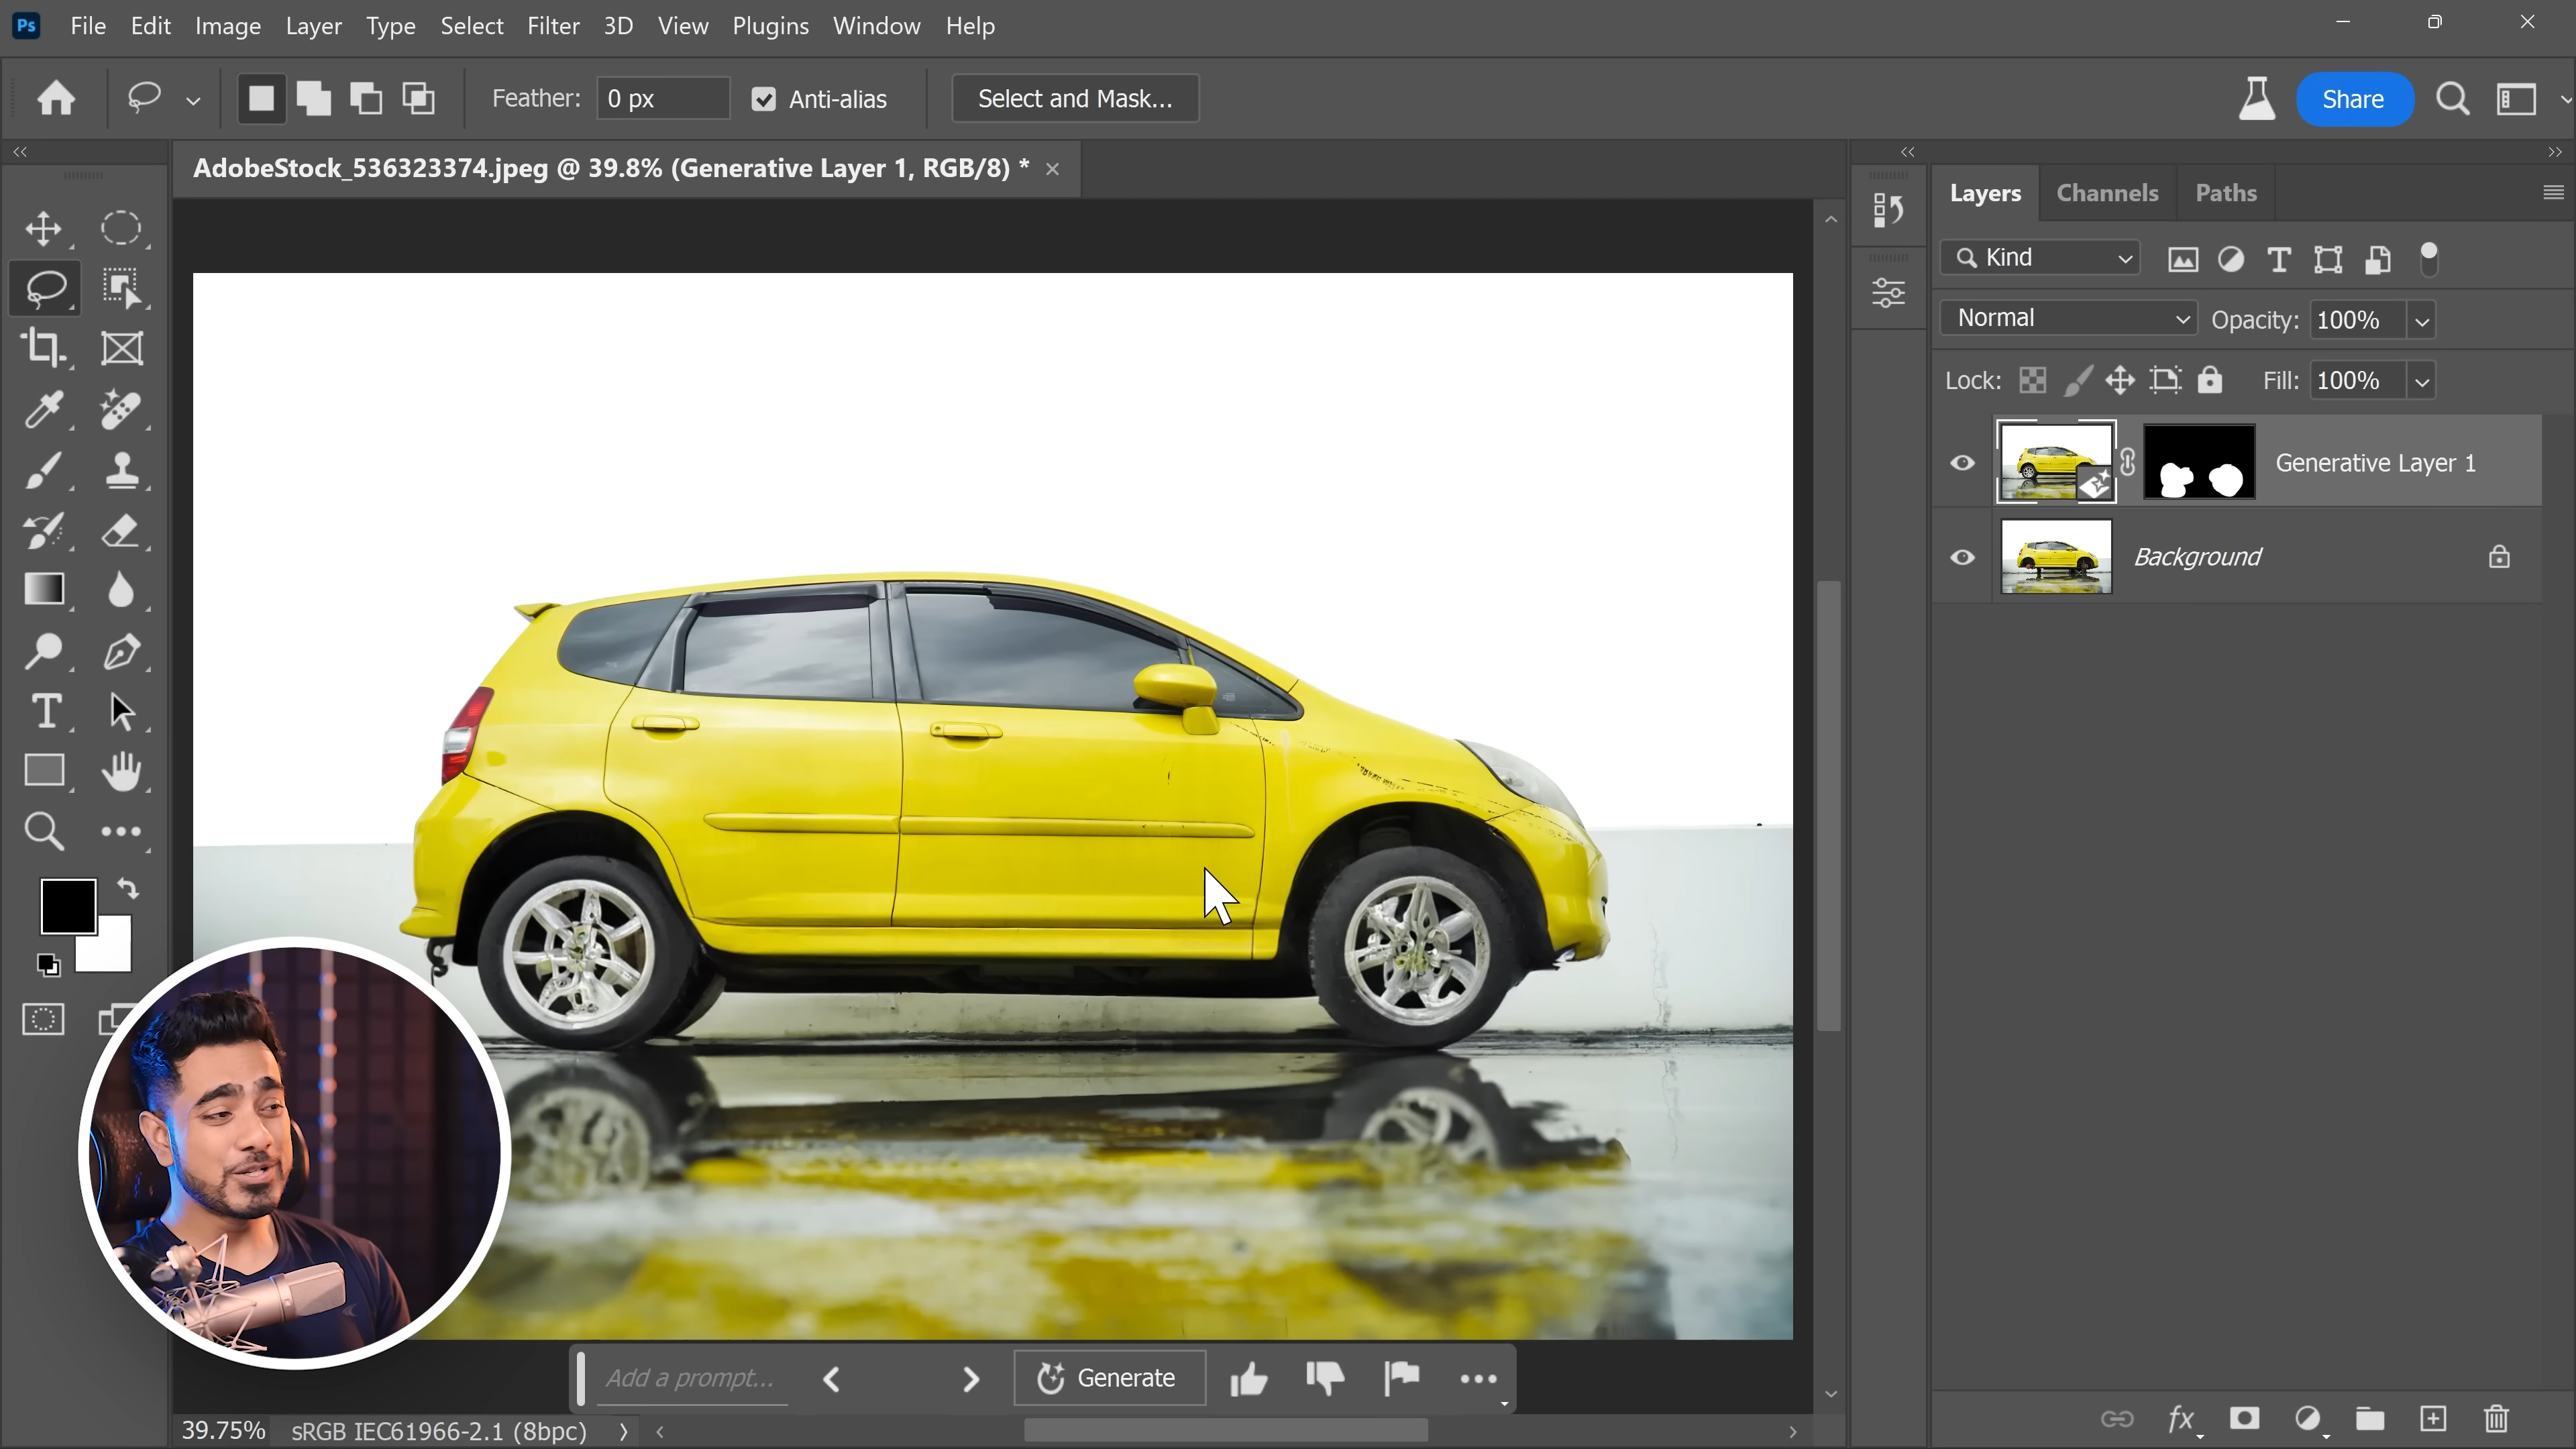 Ps File Edit Image Layer Type Select Filter 3D View Plugins Window Help
Feather: 0 px Anti-alias Select and Mask... Share
AdobeStock_536323374.jpeg @ 39.8% (Generative Layer 1, RGB/8) *
Layers Channels Paths
Kind
Normal Opacity: 100%
Lock: Fill: 100%
Generative Layer 1
Background
Add a prompt... Generate
39.75% sRGB IEC61966-2.1 (8bpc)
fx